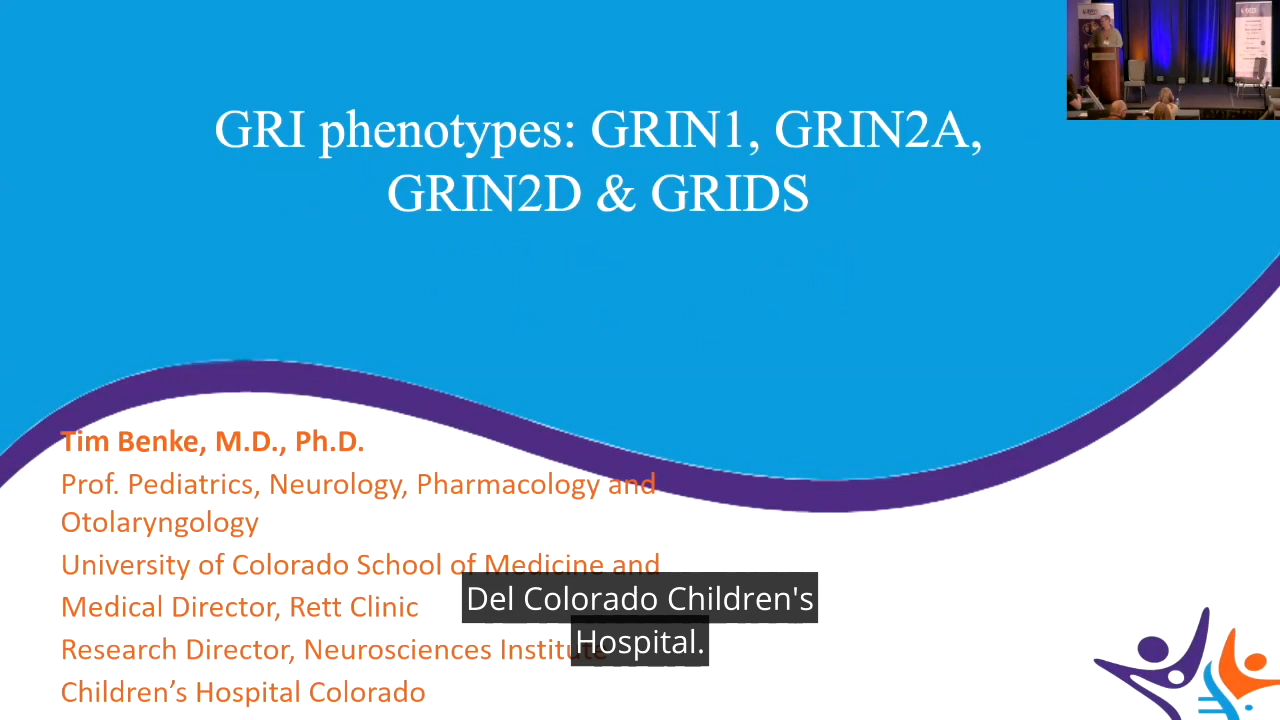 GRI phenotypes: GRIN1, GRIN2A,
GRIN2D & GRIDS
Tim Benke, M.D., Ph.D.
Prof. Pediatrics, Neurology, Pharmacology and
Otolaryngology
University of Colorado School of Medicine and
Medical Director, Rett Clinic
Research Director, Neurosciences Institute
Children’s Hospital Colorado
Del Colorado Children's
Hospital.